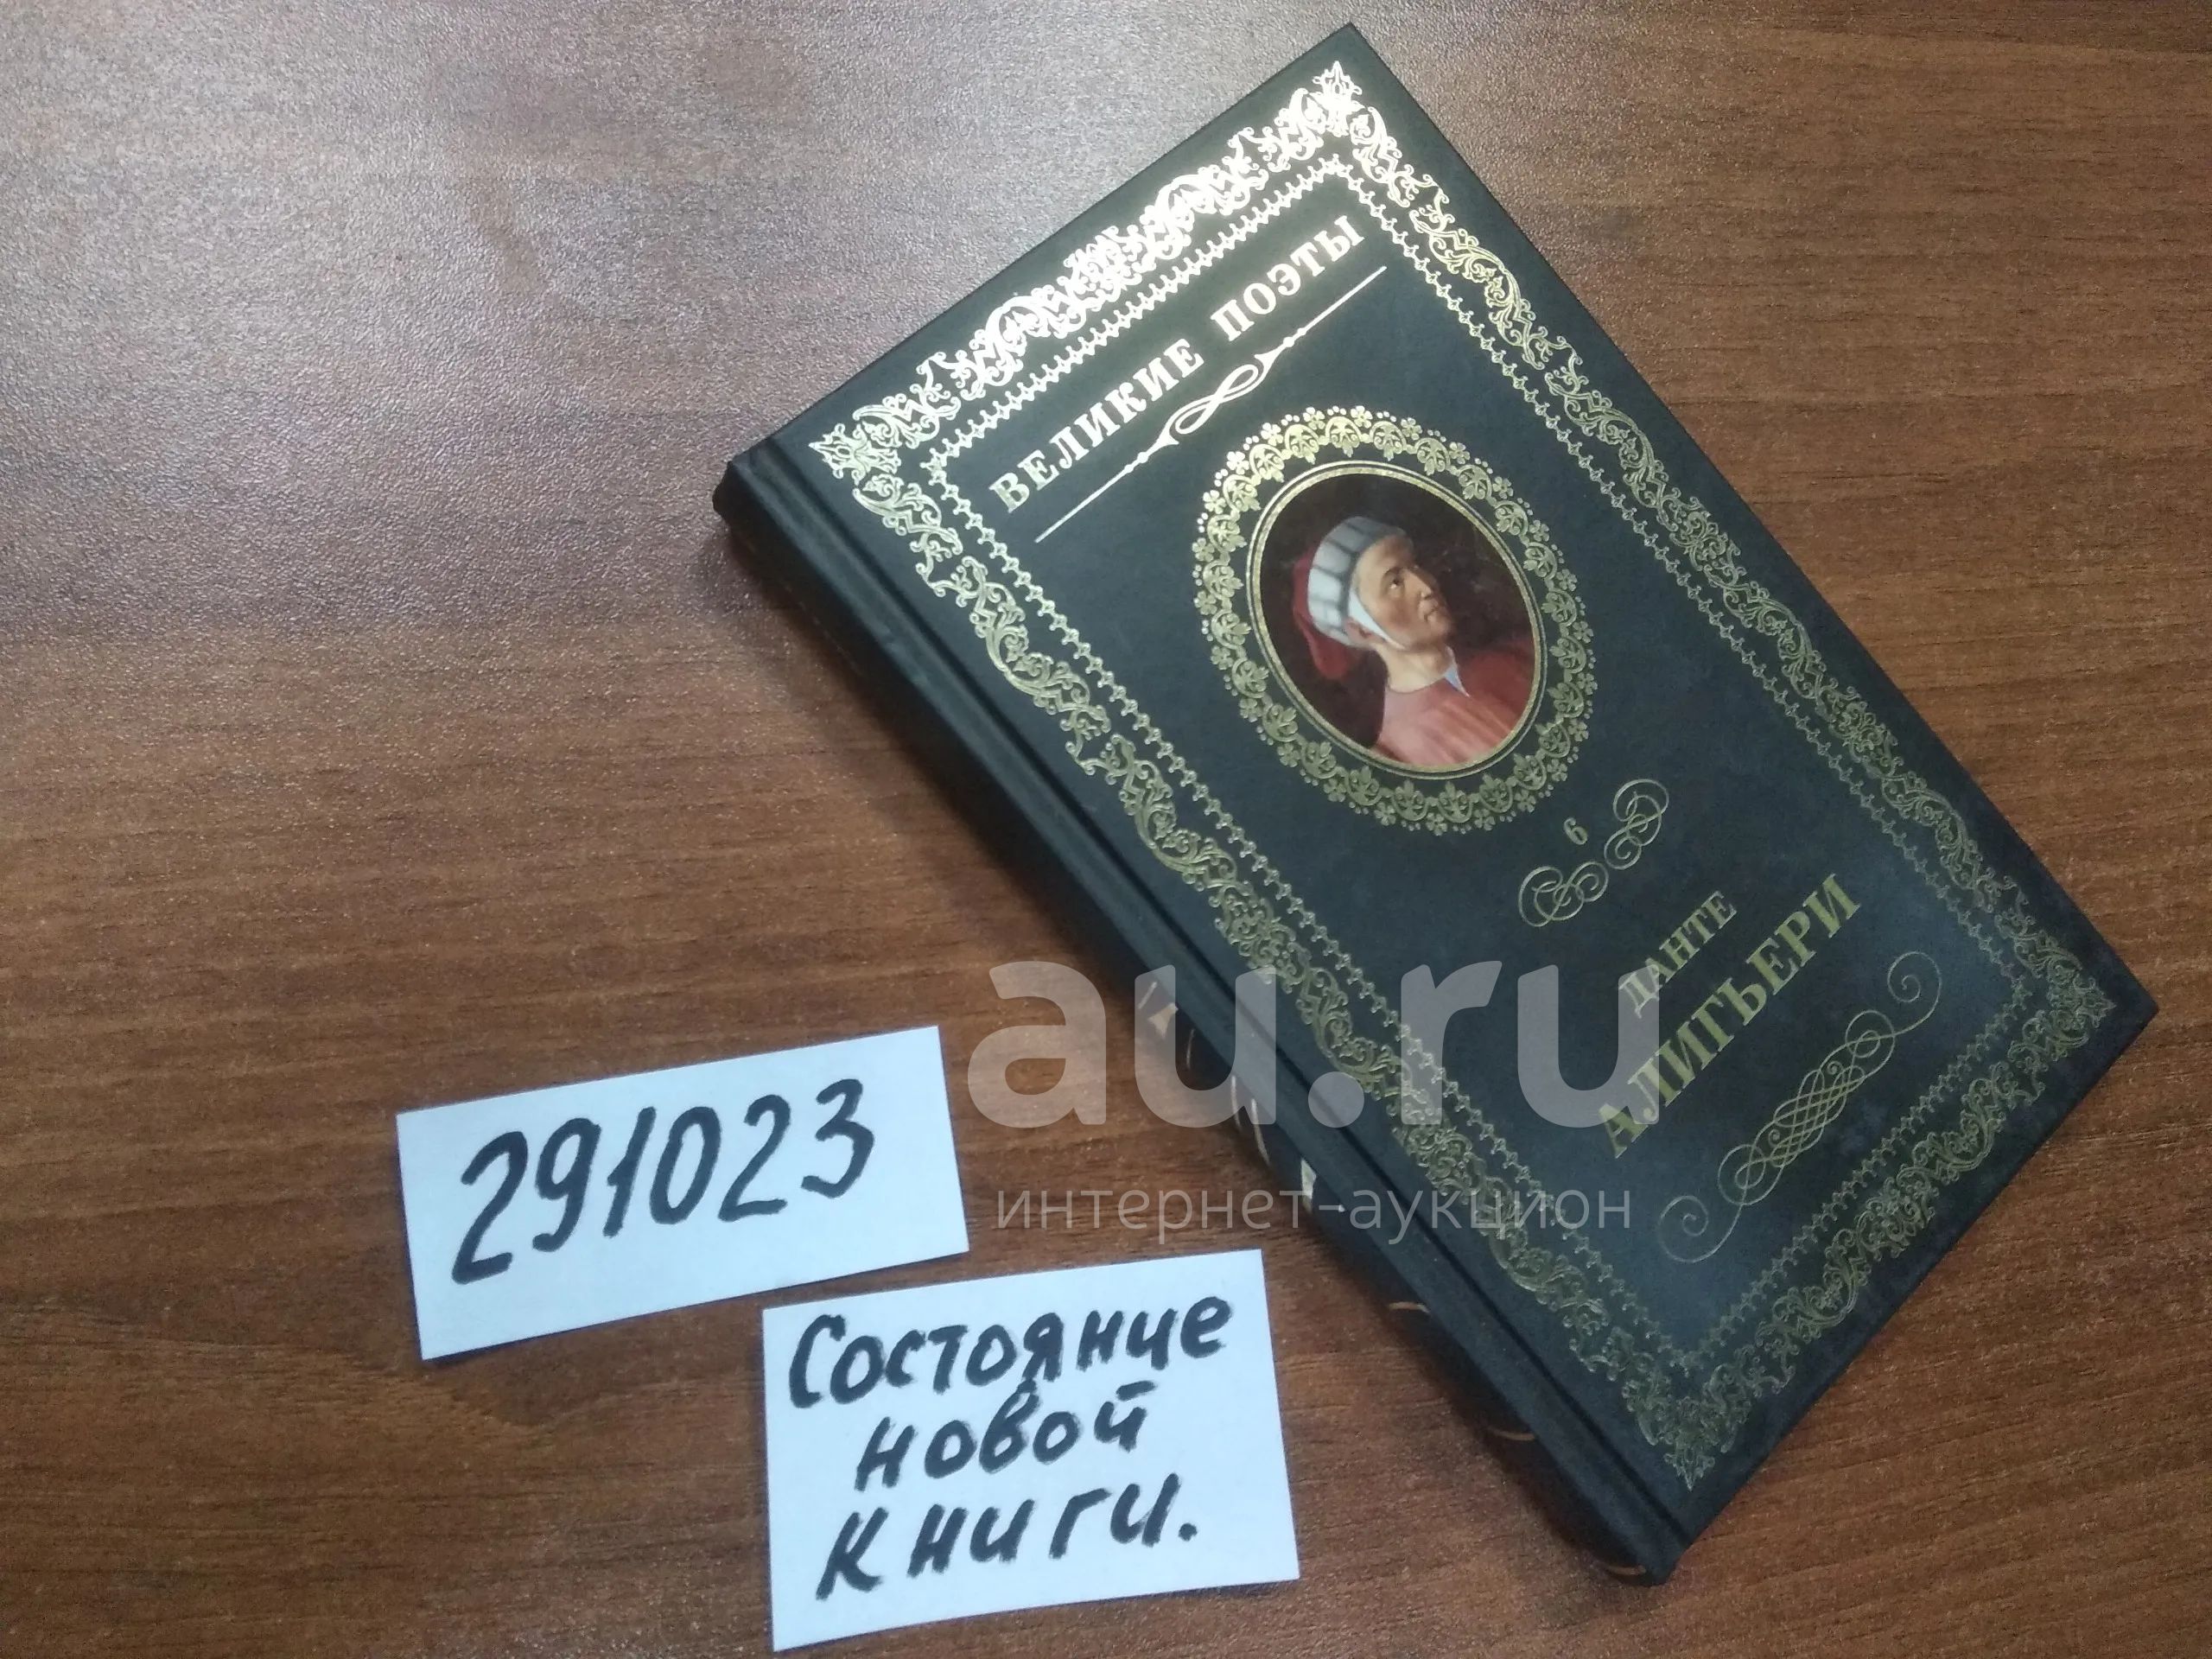 ВЕЛИКИЕ ПОЭТЫ
6
ДАНТЕ
АЛИГЬЕРИ
au.ru
интернет-аукцион
291023
Состояние
новой
книги.